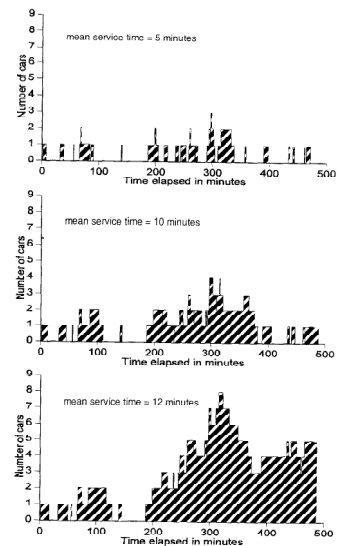 9
8
7
6
5
4
3
2
1
0
Number of cars
mean service time = 5 minutes
0 100 200 300 400 500
Time elapsed in minutes
9
8
7
6
5
4
3
2
1
0
Number of cars
mean service time = 10 minutes
0 100 200 300 400 500
Time elapsed in minutes
9
8
7
6
5
4
3
2
1
0
Number of cars
mean service time = 12 minutes
0 100 200 300 400 500
Time elapsed in minutes